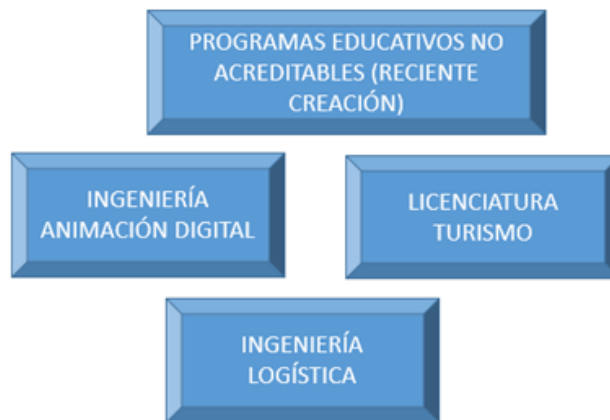 PROGRAMAS EDUCATIVOS NO
ACREDITABLES (RECIENTE
CREACIÓN)
INGENIERÍA
ANIMACIÓN DIGITAL
LICENCIATURA
TURISMO
INGENIERÍA
LOGÍSTICA